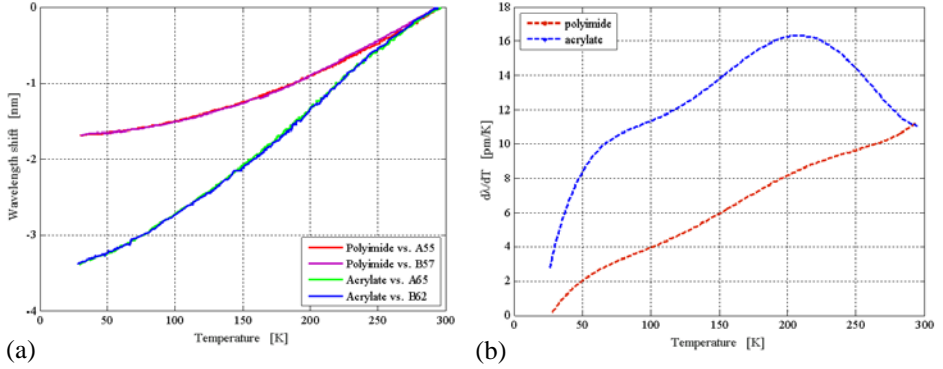 0
-1
-2
-3
-4
Wavelength shift [nm]
0 50 100 150 200 250 300
Temperature [K]
Polyimide vs. A55
Polyimide vs. B57
Acrylate vs. A65
Acrylate vs. B62
(a)
18
16
14
12
10
8
6
4
2
0
dλ/dT [pm/K]
polyimide
acrylate
0 50 100 150 200 250 300
Temperature [K]
(b)